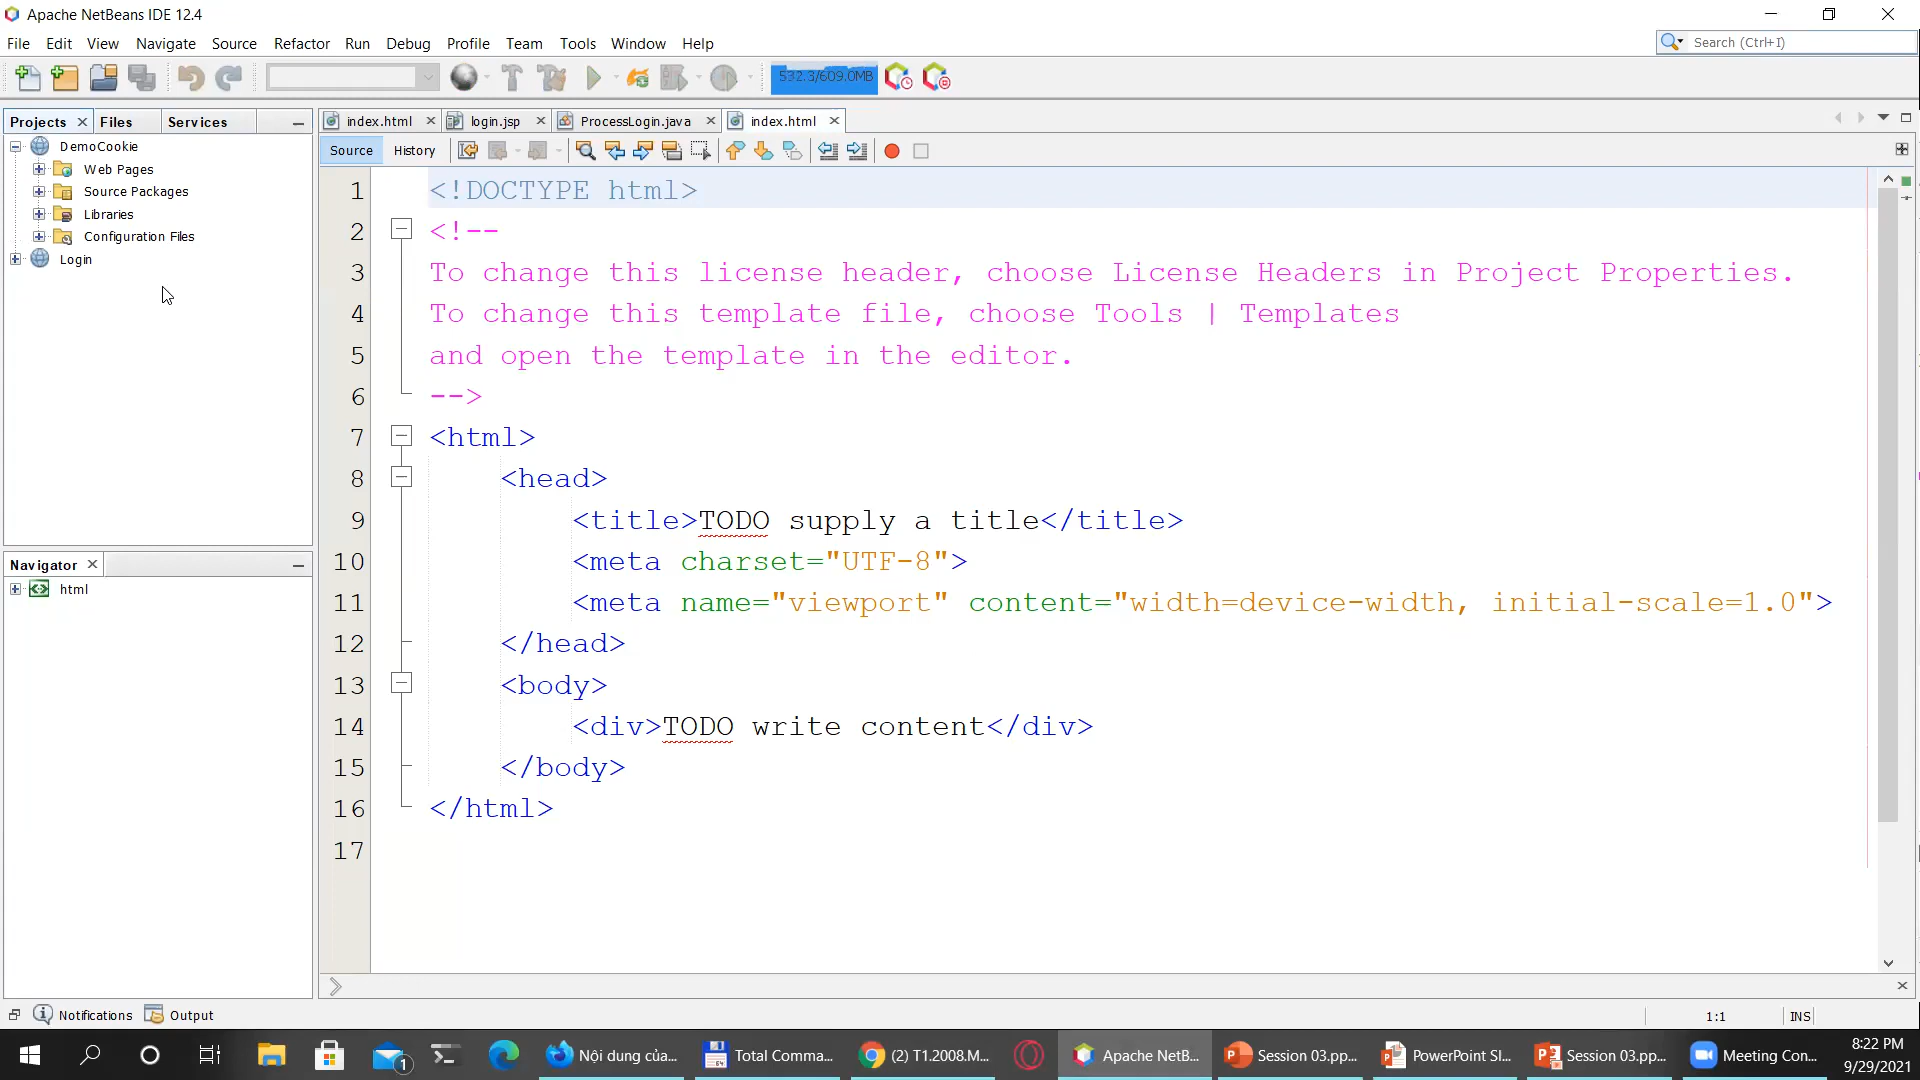 Apache NetBeans IDE 12.4
File Edit View Navigate Source Refactor Run Debug Profile Team Tools Window Help
Search (Ctrl+I)
532.3/609.0MB
Projects Files Services
index.html login.jsp ProcessLogin.java index.html
Source History
DemoCookie
Web Pages
Source Packages
Libraries
Configuration Files
Login
Navigator
html
1 <!DOCTYPE html>
2 <!--
3 To change this license header, choose License Headers in Project Properties.
4 To change this template file, choose Tools | Templates
5 and open the template in the editor.
6 -->
7 <html>
8 <head>
9 <title>TODO supply a title</title>
10 <meta charset="UTF-8">
11 <meta name="viewport" content="width=device-width, initial-scale=1.0">
12 </head>
13 <body>
14 <div>TODO write content</div>
15 </body>
16 </html>
17
Notifications Output
1:1 INS
1 Nội dung của... 64 Total Comma... (2) T1.2008.M... Apache NetB... Session 03.pp... PowerPoint Sl... Session 03.pp... Meeting Con...
8:22 PM
9/29/2021